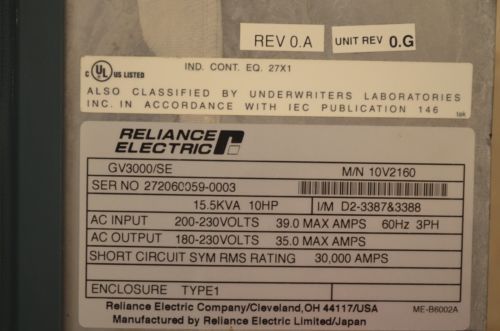 REV 0.A
UNIT REV 0.G
IND. CONT. EQ. 27X1
C UL US LISTED
ALSO CLASSIFIED BY UNDERWRITERS LABORATORIES
INC. IN ACCORDANCE WITH IEC PUBLICATION 146
RELIANCE
ELECTRIC
GV3000/SE M/N 10V2160
SER NO 272060059-0003
15.5KVA 10HP I/M D2-3387&3388
AC INPUT 200-230VOLTS 39.0 MAX AMPS 60Hz 3PH
AC OUTPUT 180-230VOLTS 35.0 MAX AMPS
SHORT CIRCUIT SYM RMS RATING 30,000 AMPS
ENCLOSURE TYPE1
Reliance Electric Company/Cleveland,OH 44117/USA
Manufactured by Reliance Electric Limited/Japan
ME-B6002A